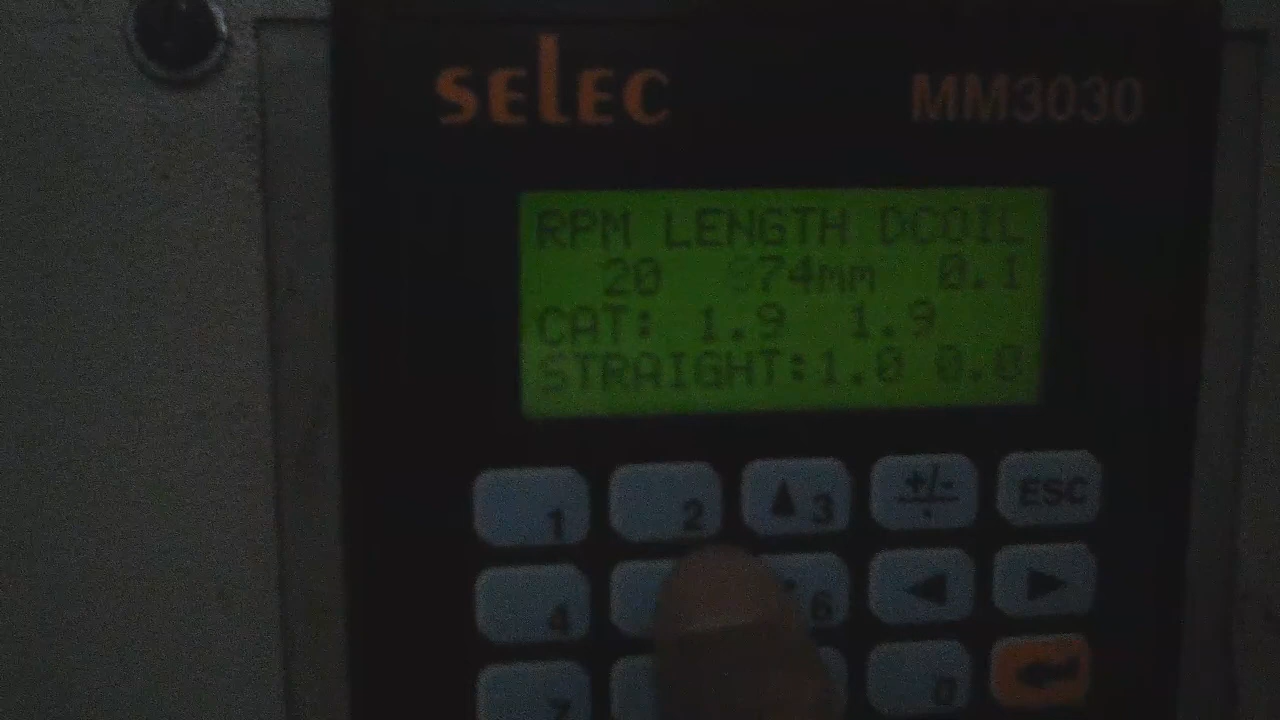 selec MM3030
RPM LENGTH DCOIL
20 974mm 0.1
CAT: 1.9 1.9
STRAIGHT:1.0 0.0
1 2 3 +/- ESC
4 6
0